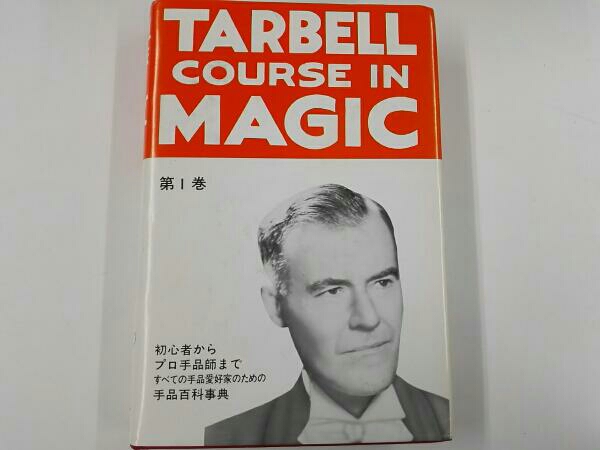 TARBELL
COURSE IN
MAGIC
第1巻
初心者から
プロ手品師まで
すべての手品愛好家のための
手品百科事典